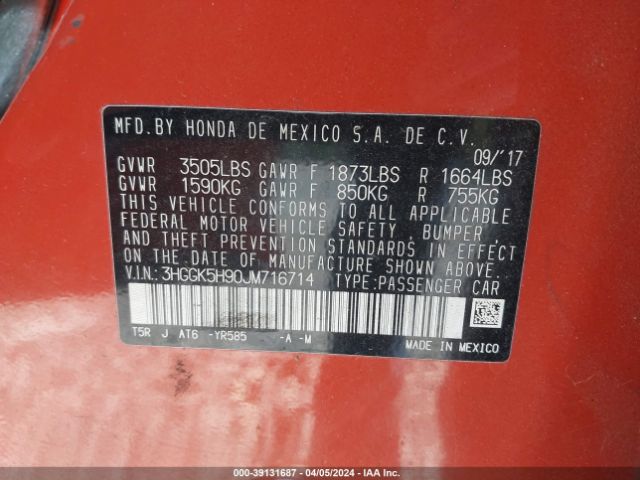 MFD.BY HONDA DE MEXICO S.A. DE C.V.
09/'17
GVWR 3505LBS GAWR F 1873LBS R 1664LBS
GVWR 1590KG GAWR F 850KG R 755KG
THIS VEHICLE CONFORMS TO ALL APPLICABLE
FEDERAL MOTOR VEHICLE SAFETY, BUMPER,
AND THEFT PREVENTION STANDARDS IN EFFECT
ON THE DATE OF MANUFACTURE SHOWN ABOVE.
V.I.N.: 3HGGK5H90JM716714 TYPE:PASSENGER CAR
T5R J AT6 -YR585 -A -M
MADE IN MEXICO
000-39131687 - 04/05/2024 - IAA Inc.